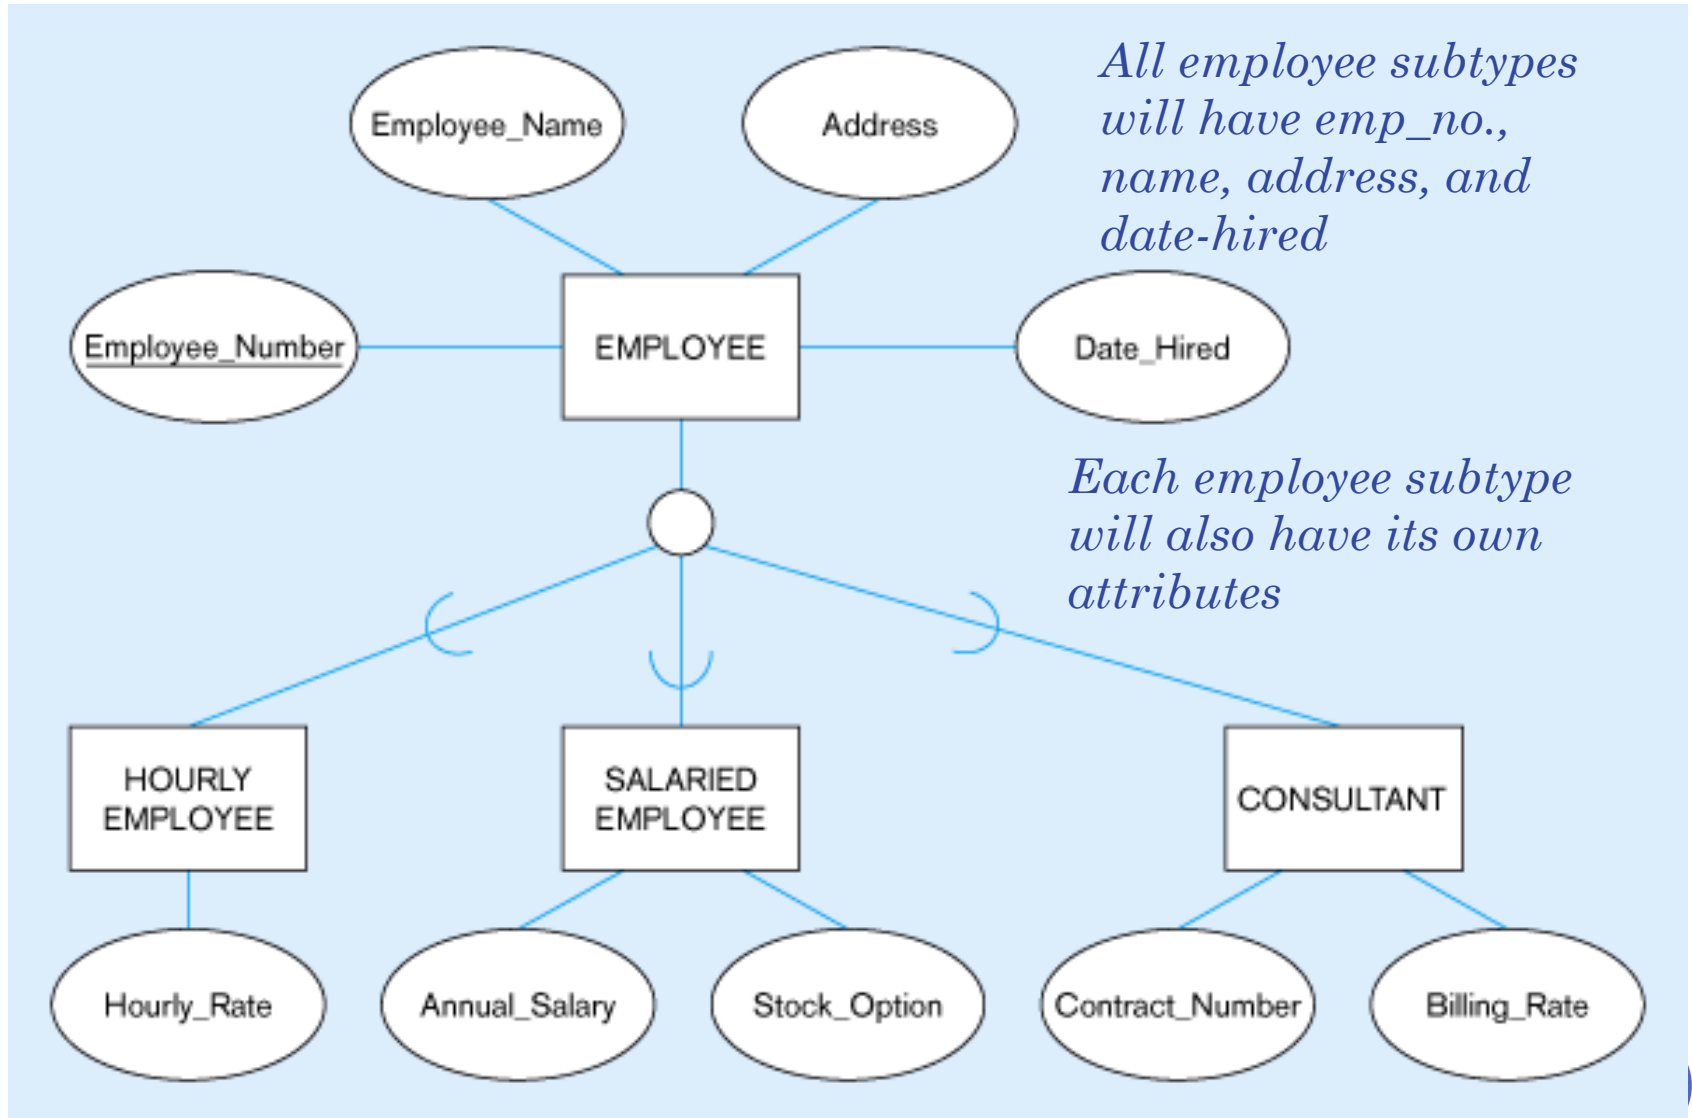 All employee subtypes
will have emp_no.,
name, address, and
date-hired
Employee_Name
Address
Employee_Number
EMPLOYEE
Date_Hired
Each employee subtype
will also have its own
attributes
HOURLY
EMPLOYEE
SALARIED
EMPLOYEE
CONSULTANT
Hourly_Rate
Annual_Salary
Stock_Option
Contract_Number
Billing_Rate